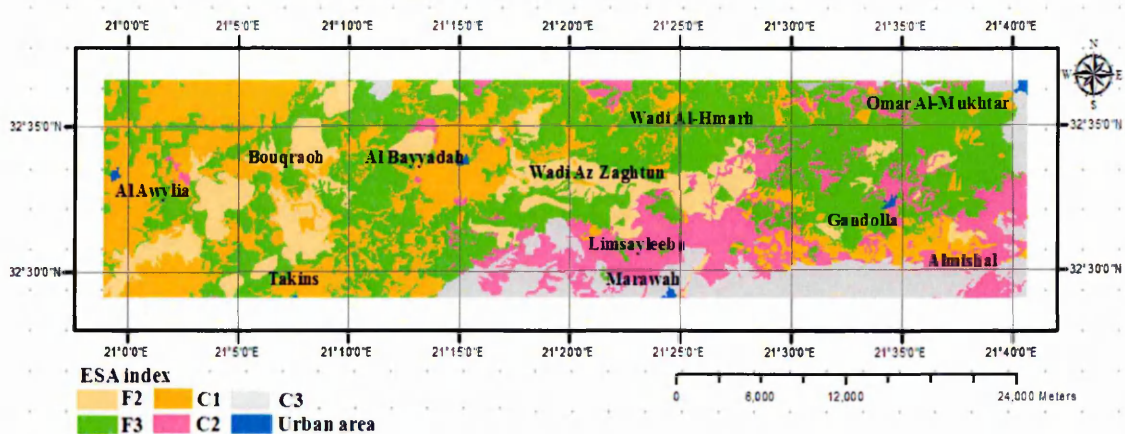 21°0'0"E 21°5'0"E 21°10'0"E 21°15'0"E 21°20'0"E 21°25'0"E 21°30'0"E 21°35'0"E 21°40'0"E
N
W E
S
Omar Al-Mukhtar
Wadi Al-Hmarh
32°35'0"N 32°35'0"N
Bouqraoh Al Bayyadah
Wadi Az Zaghtun
Al Awylia
Gandolla
Limsayleeba
Almishal
32°30'0"N 32°30'0"N
Takins Marawah
21°0'0"E 21°5'0"E 21°10'0"E 21°15'0"E 21°20'0"E 21°25'0"E 21°30'0"E 21°35'0"E 21°40'0"E
ESA index
F2 C1 C3
F3 C2 Urban area
0 6,000 12,000 24,000 Meters